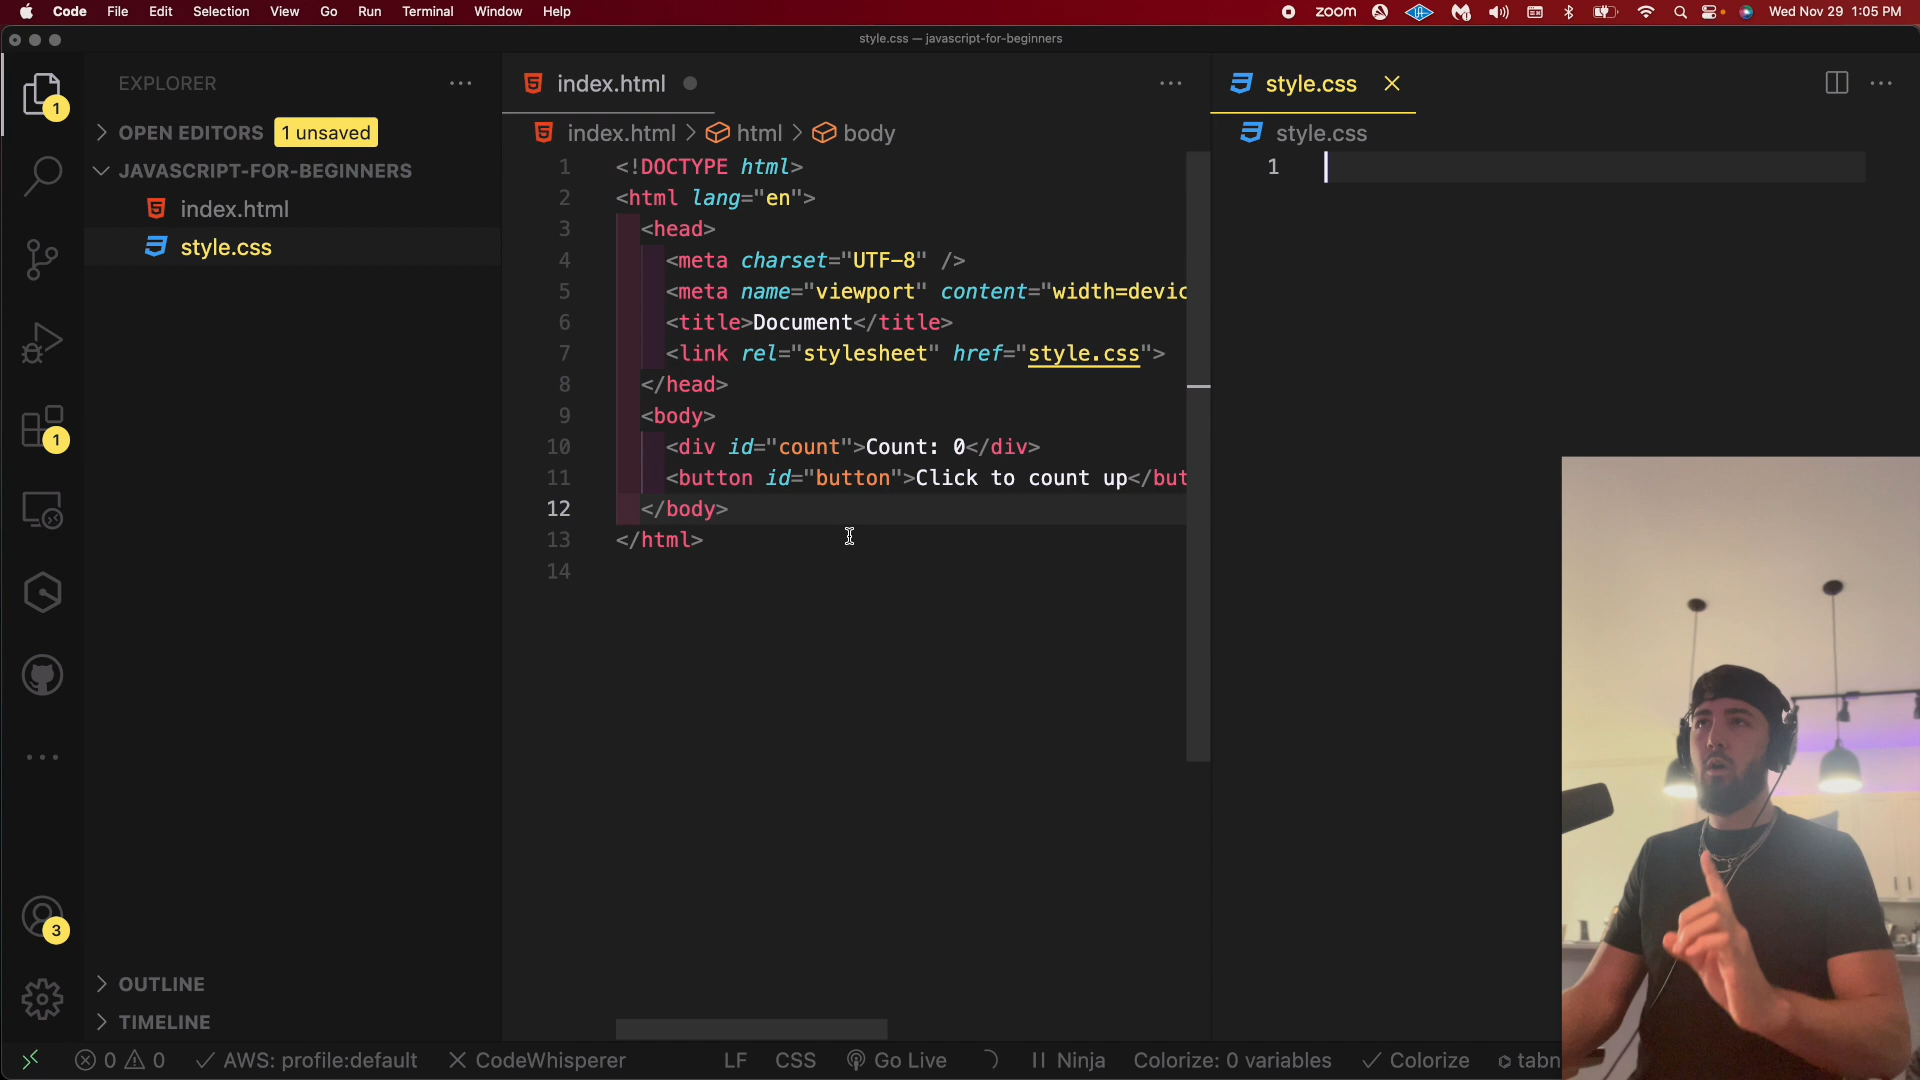 Code File Edit Selection View Go Run Terminal Window Help zoom Wed Nov 29 1:05 PM
style.css — javascript-for-beginners
EXPLORER
OPEN EDITORS 1 unsaved
JAVASCRIPT-FOR-BEGINNERS
index.html
style.css
1
1
3
OUTLINE
TIMELINE
index.html
index.html > html > body
1 <!DOCTYPE html>
2 <html lang="en">
3 <head>
4 <meta charset="UTF-8" />
5 <meta name="viewport" content="width=devic
6 <title>Document</title>
7 <link rel="stylesheet" href="style.css">
8 </head>
9 <body>
10 <div id="count">Count: 0</div>
11 <button id="button">Click to count up</but
12 </body>
13 </html>
14
style.css
style.css
1
0 0 AWS: profile:default CodeWhisperer LF CSS Go Live Ninja Colorize: 0 variables Colorize tabn